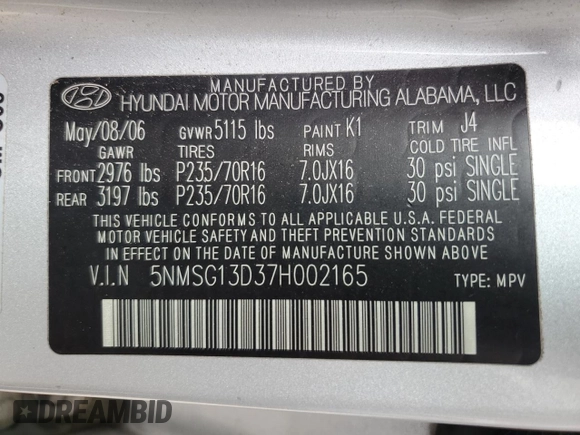 MANUFACTURED BY
HYUNDAI MOTOR MANUFACTURING ALABAMA, LLC
May/08/06 GVWR 5115 lbs PAINT K1 TRIM J4
GAWR TIRES RIMS COLD TIRE INFL
FRONT 2976 lbs P235/70R16 7.0JX16 30 psi SINGLE
REAR 3197 lbs P235/70R16 7.0JX16 30 psi SINGLE
THIS VEHICLE CONFORMS TO ALL APPLICABLE U.S.A. FEDERAL
MOTOR VEHICLE SAFETY AND THEFT PREVENTION STANDARDS
IN EFFECT ON THE DATE OF MANUFACTURE SHOWN ABOVE.
V.I.N 5NMSG13D37H002165 TYPE: MPV
DREAMBID